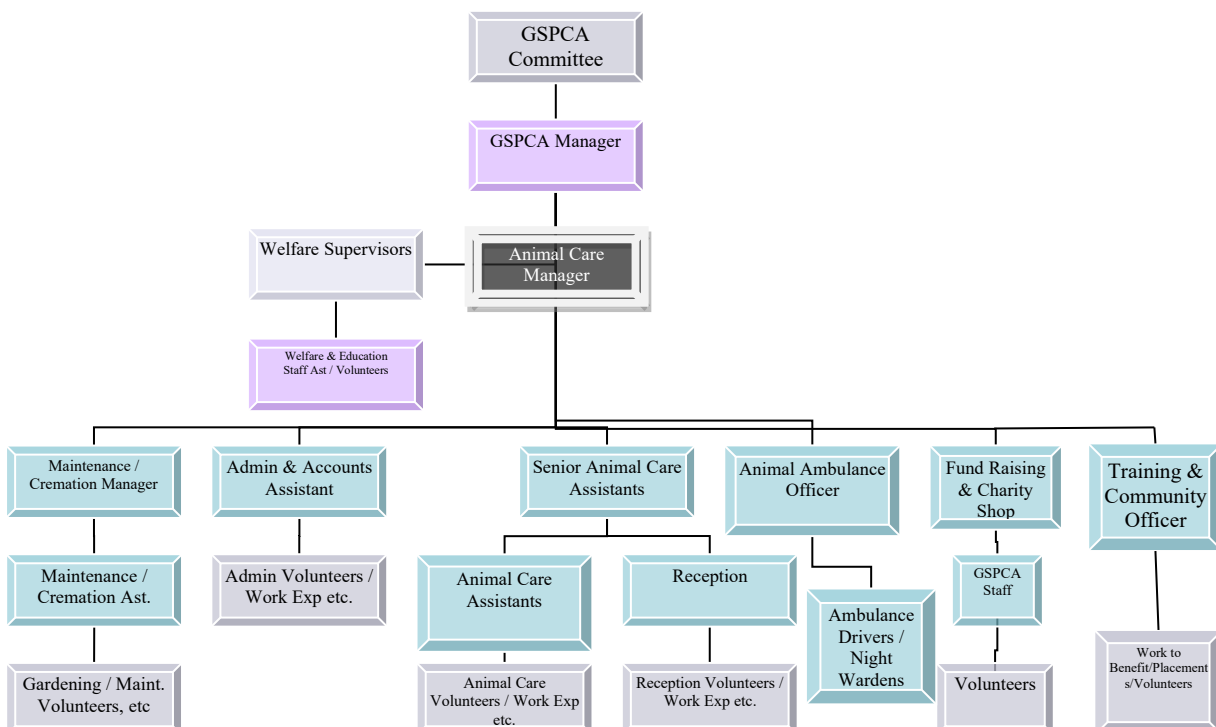 GSPCA
Committee
GSPCA Manager
Welfare Supervisors
Animal Care
Manager
Welfare & Education
Staff Ast / Volunteers
Maintenance /
Cremation Manager
Admin & Accounts
Assistant
Senior Animal Care
Assistants
Animal Ambulance
Officer
Fund Raising
& Charity
Shop
Training &
Community
Officer
Maintenance /
Cremation Ast.
Admin Volunteers /
Work Exp etc.
Animal Care
Assistants
Reception
Ambulance
Drivers /
Night
Wardens
GSPCA
Staff
Work to
Benefit/Placement
s/Volunteers
Gardening / Maint.
Volunteers, etc
Animal Care
Volunteers / Work Exp
etc.
Reception Volunteers /
Work Exp etc.
Volunteers